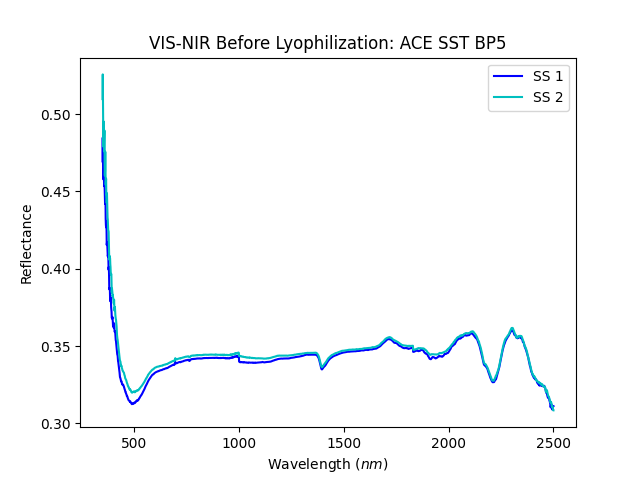 VIS-NIR Before Lyophilization: ACE SST BP5
SS 1
SS 2
Reflectance
0.50
0.45
0.40
0.35
0.30
500 1000 1500 2000 2500
Wavelength (nm)